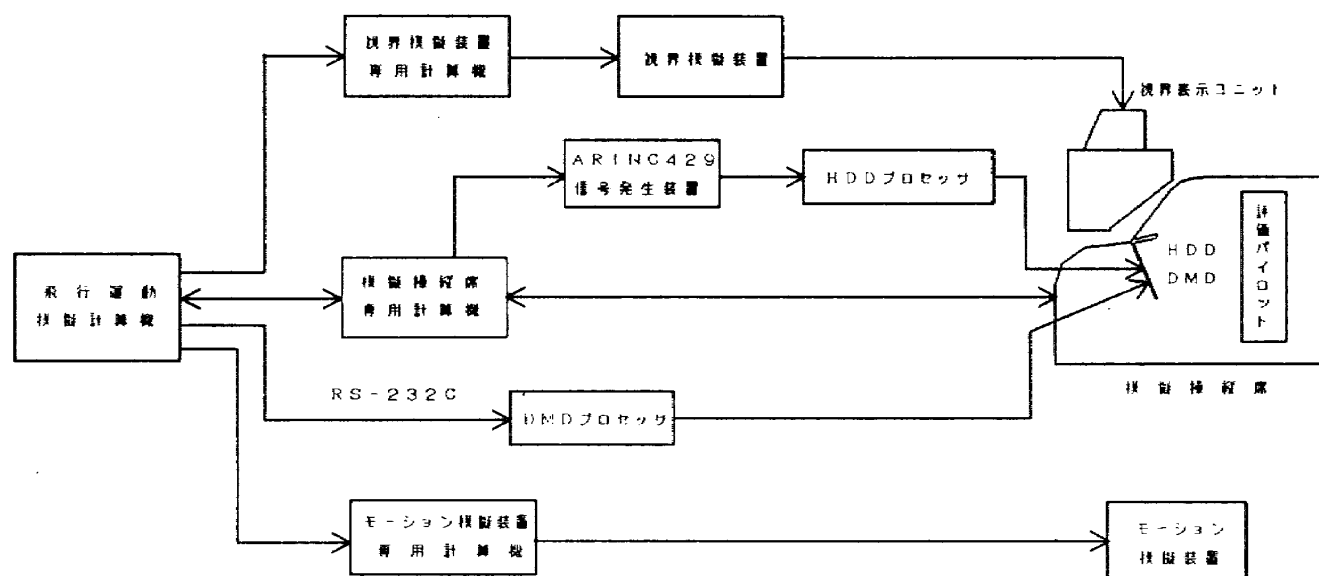 視界模擬装置
専用計算機
視界模擬装置
視界表示ユニット
ARINC429
信号発生装置
HDDプロセッサ
飛行運動
模擬計算機
模擬操縦席
専用計算機
HDD
DMD
評価パイロット
模擬操縦席
RS-232C
DMDプロセッサ
モーション模擬装置
専用計算機
モーション
模擬装置